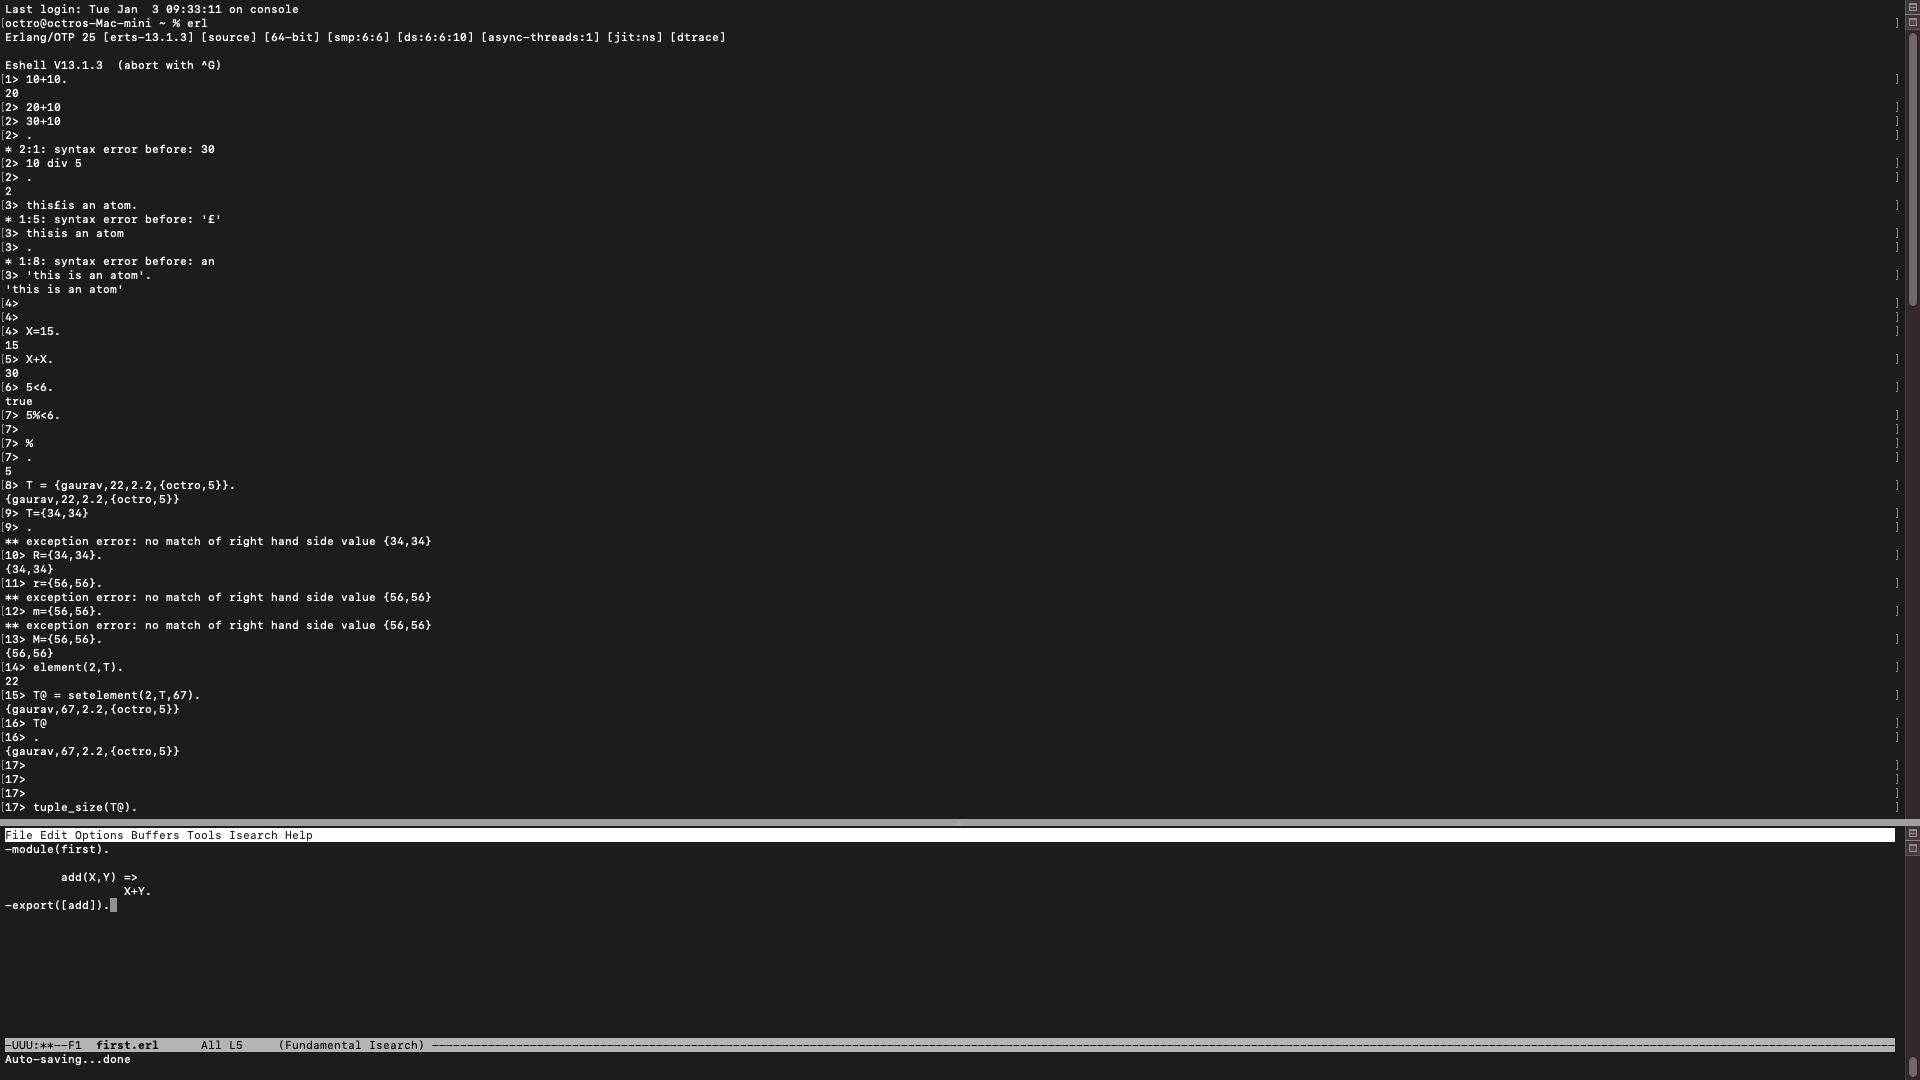 Last login: Tue Jan  3 09:33:11 on console
[octro@octros-Mac-mini ~ % erl ]
Erlang/OTP 25 [erts-13.1.3] [source] [64-bit] [smp:6:6] [ds:6:6:10] [async-threads:1] [jit:ns] [dtrace]
Eshell V13.1.3  (abort with ^G)
[1> 10+10. ]
20
[2> 20+10 ]
[2> 30+10 ]
[2> . ]
* 2:1: syntax error before: 30
[2> 10 div 5 ]
[2> . ]
2
[3> this£is an atom. ]
* 1:5: syntax error before: '£'
[3> thisis an atom ]
[3> . ]
* 1:8: syntax error before: an
[3> 'this is an atom'. ]
'this is an atom'
[4> ]
[4> ]
[4> X=15. ]
15
[5> X+X. ]
30
[6> 5<6. ]
true
[7> 5%<6. ]
[7> ]
[7> % ]
[7> . ]
5
[8> T = {gaurav,22,2.2,{octro,5}}. ]
{gaurav,22,2.2,{octro,5}}
[9> T={34,34} ]
[9> . ]
** exception error: no match of right hand side value {34,34}
[10> R={34,34}. ]
{34,34}
[11> r={56,56}. ]
** exception error: no match of right hand side value {56,56}
[12> m={56,56}. ]
** exception error: no match of right hand side value {56,56}
[13> M={56,56}. ]
{56,56}
[14> element(2,T). ]
22
[15> T@ = setelement(2,T,67). ]
{gaurav,67,2.2,{octro,5}}
[16> T@ ]
[16> . ]
{gaurav,67,2.2,{octro,5}}
[17> ]
[17> ]
[17> ]
[17> tuple_size(T@). ]
File Edit Options Buffers Tools Isearch Help
-module(first).
add(X,Y) =>
X+Y.
-export([add]).
-UUU:**--F1  first.erl      All L5     (Fundamental Isearch) ----------
Auto-saving...done